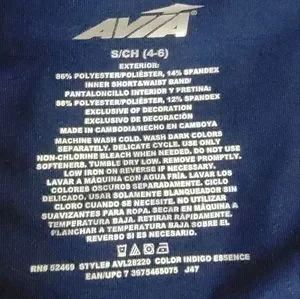 AVIA
S/CH (4-6)
EXTERIOR:
86% POLYESTER/POLIÉSTER, 14% SPANDEX
INNER SHORT&WAIST BAND/
PANTALONCILLO INTERIOR Y PRETINA:
88% POLYESTER/POLIÉSTER, 12% SPANDEX
EXCLUSIVE OF DECORATION
EXCLUSIVO DE DECORACIÓN
MADE IN CAMBODIA/HECHO EN CAMBOYA
MACHINE WASH COLD. WASH DARK COLORS
SEPARATELY. DELICATE CYCLE. USE ONLY
NON-CHLORINE BLEACH WHEN NEEDED. DO NOT USE
SOFTENERS. TUMBLE DRY LOW. REMOVE PROMPTLY.
LOW IRON ON REVERSE IF NECESSARY.
LAVAR A MÁQUINA CON AGUA FRÍA. LAVAR LOS
COLORES OSCUROS SEPARADAMENTE. CICLO
DELICADO. USAR SOLAMENTE BLANQUEADOR SIN
CLORO CUANDO SE NECESITE. NO UTILIZAR
SUAVIZANTES PARA ROPA. SECAR EN MÁQUINA A
TEMPERATURA BAJA. RETIRAR RÁPIDAMENTE.
PLANCHAR A TEMPERATURA BAJA SOBRE EL
REVERSO SI ES NECESARIO.
RN# 52469 STYLE# AVL28220 COLOR INDIGO ESSENCE
EAN/UPC 7 3975465075 J47